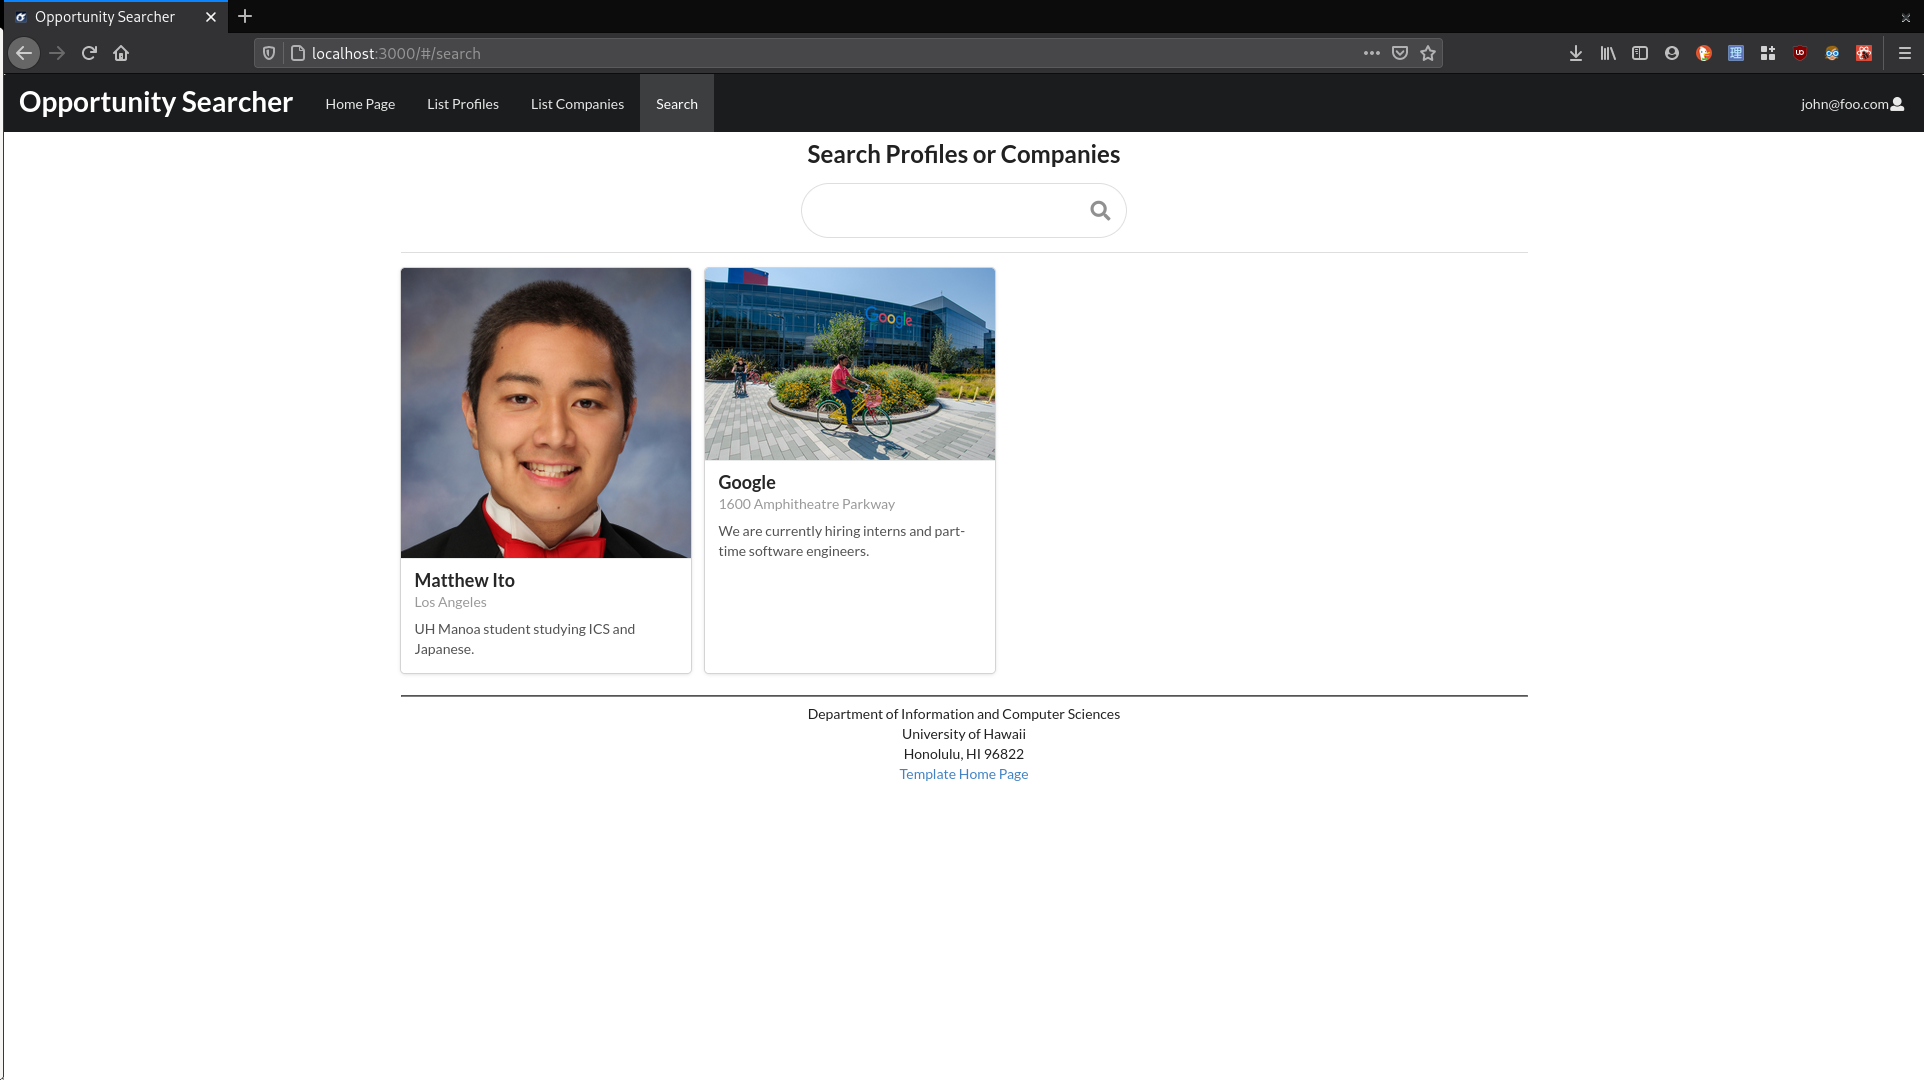 Opportunity Searcher
localhost:3000/#/search
Opportunity Searcher
Home Page
List Profiles
List Companies
Search
john@foo.com
Search Profiles or Companies
Google
Matthew Ito
Los Angeles
UH Manoa student studying ICS and
Japanese.
Google
1600 Amphitheatre Parkway
We are currently hiring interns and part-
time software engineers.
Department of Information and Computer Sciences
University of Hawaii
Honolulu, HI 96822
Template Home Page